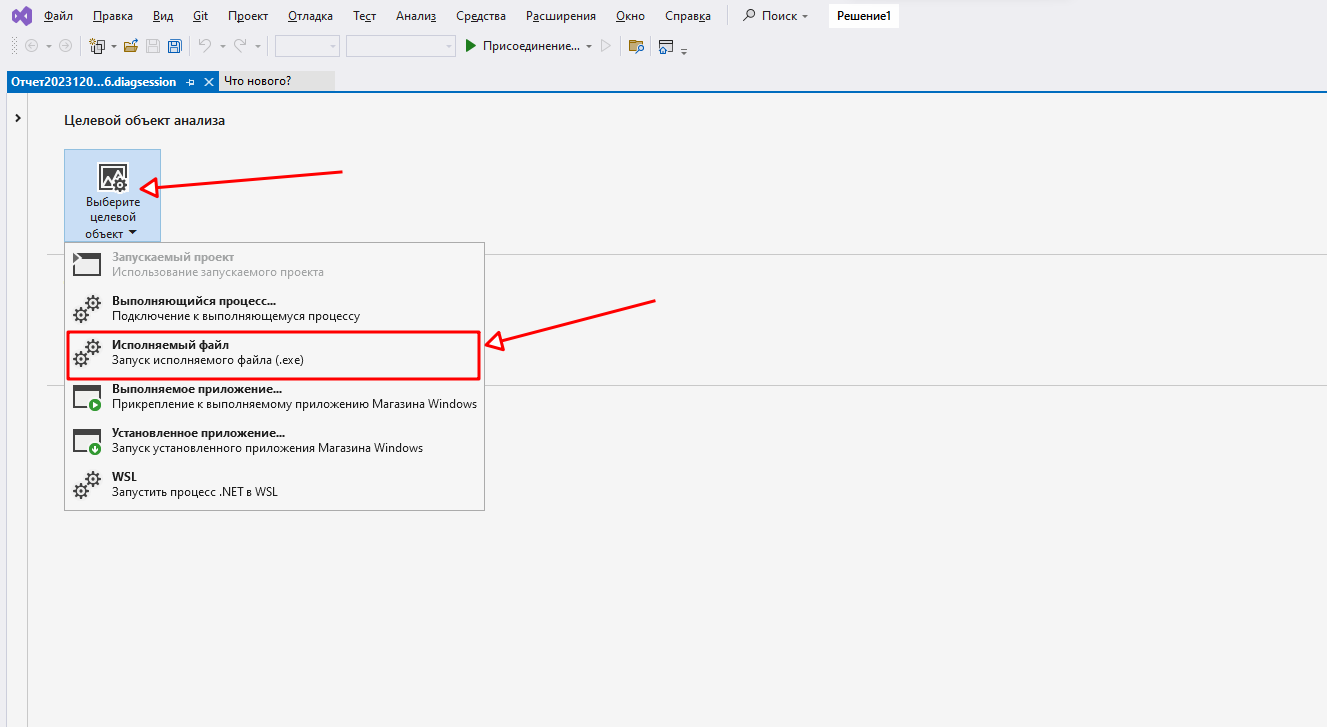 Файл Правка Вид Git Проект Отладка Тест Анализ Средства Расширения Окно Справка Поиск Решение1
Присоединение...
Отчет2023120...6.diagsession Что нового?
Целевой объект анализа
Выберите
целевой
объект
Запускаемый проект
Использование запускаемого проекта
Выполняющийся процесс...
Подключение к выполняющемуся процессу
Исполняемый файл
Запуск исполняемого файла (.exe)
Выполняемое приложение...
Прикрепление к выполняемому приложению Магазина Windows
Установленное приложение...
Запуск установленного приложения Магазина Windows
WSL
Запустить процесс .NET в WSL